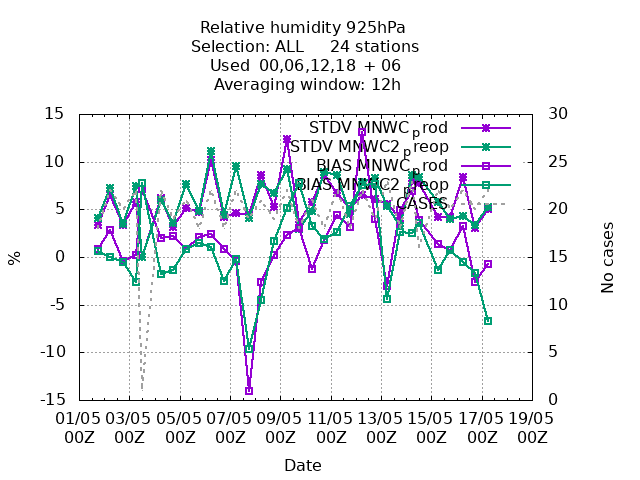 Relative humidity 925hPa
Selection: ALL 24 stations
Used 00,06,12,18 + 06
Averaging window: 12h
15 30
STDV MNWC_prod
10 25
STDV MNWC2_preop
BIAS MNWC_prod
BIAS MNWC2_preop
5 20
CASES
0 15
-5 10
-10 5
-15 0
%
No cases
01/05 03/05 05/05 07/05 09/05 11/05 13/05 15/05 17/05 19/05
00Z 00Z 00Z 00Z 00Z 00Z 00Z 00Z 00Z 00Z
Date